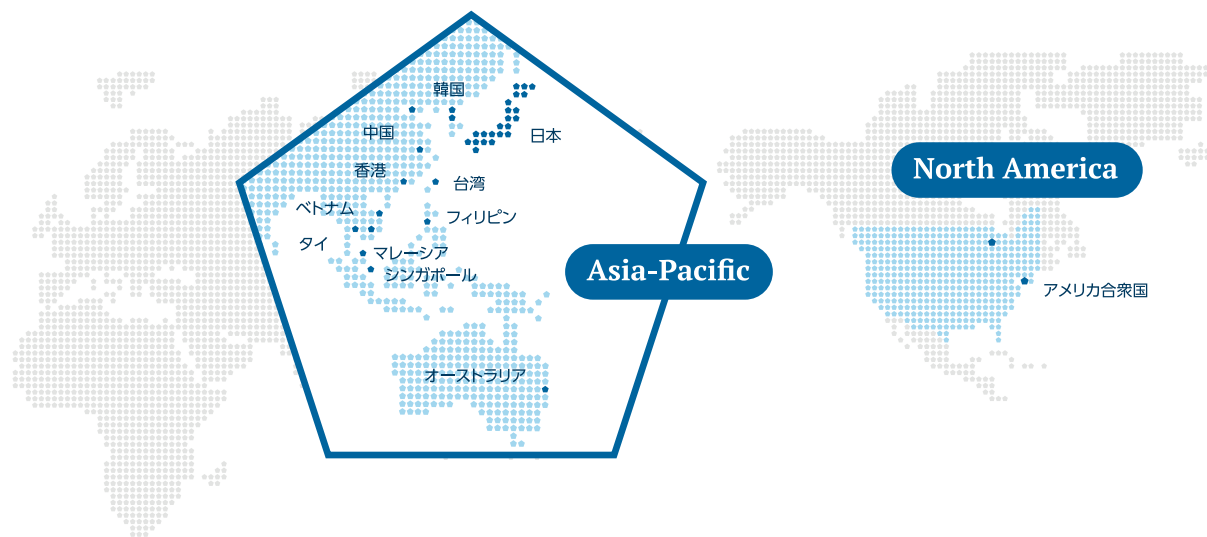 韓国
中国
日本
香港
台湾
ベトナム
フィリピン
タイ
マレーシア
シンガポール
Asia-Pacific
オーストラリア
North America
アメリカ合衆国